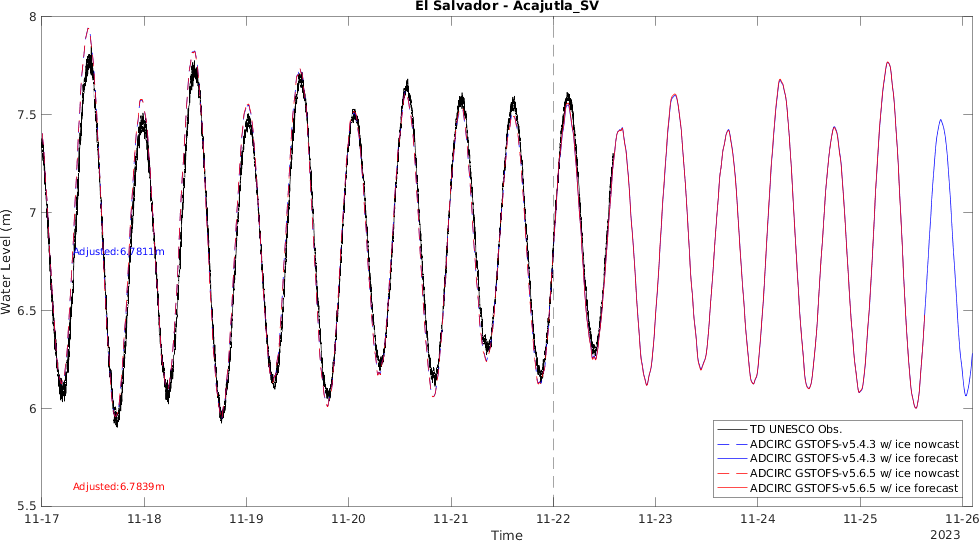 El Salvador - Acajutla_SV
8
7.5
7
6.5
6
5.5
Water Level (m)
Adjusted:6.7811m
Adjusted:6.7839m
TD UNESCO Obs.
ADCIRC GSTOFS-v5.4.3 w/ ice nowcast
ADCIRC GSTOFS-v5.4.3 w/ ice forecast
ADCIRC GSTOFS-v5.6.5 w/ ice nowcast
ADCIRC GSTOFS-v5.6.5 w/ ice forecast
11-17 11-18 11-19 11-20 11-21 11-22 11-23 11-24 11-25 11-26
Time
2023